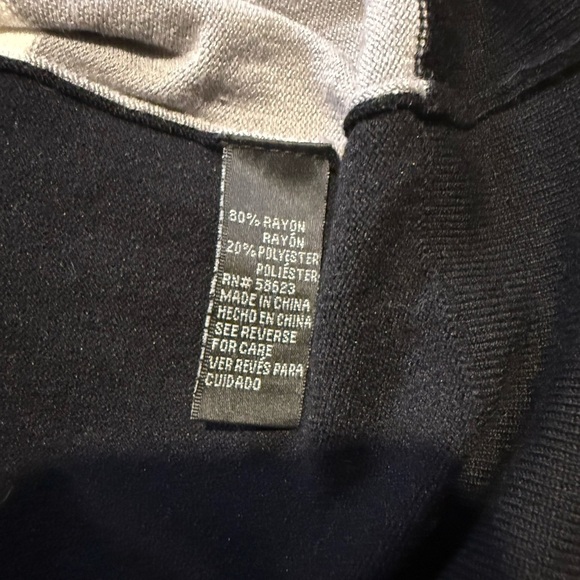 80% RAYON
RAYÓN
20% POLYESTER
POLIÉSTER
RN# 58623
MADE IN CHINA
HECHO EN CHINA
SEE REVERSE
FOR CARE
VER REVÉS PARA
CUIDADO